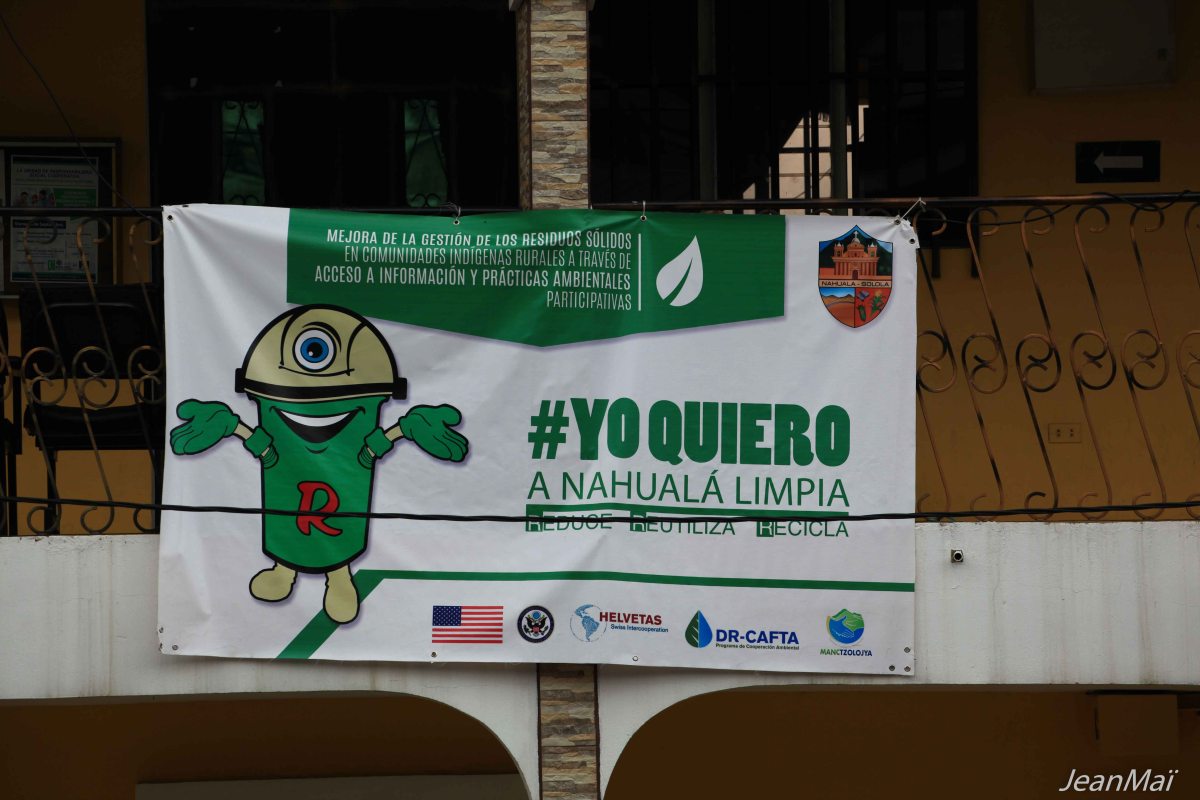 MEJORA DE LA GESTIÓN DE LOS RESIDUOS SÓLIDOS
EN COMUNIDADES INDÍGENAS RURALES A TRAVÉS DE
ACCESO A INFORMACIÓN Y PRÁCTICAS AMBIENTALES
PARTICIPATIVAS
NAHUALA - SOLOLA
#YO QUIERO
A NAHUALÁ LIMPIA
REDUCE REUTILIZA RECICLA
R
HELVETAS
Swiss Intercooperation
DR-CAFTA
Programa de Cooperación Ambiental
MANCTZOLOJYA
JeanMaï